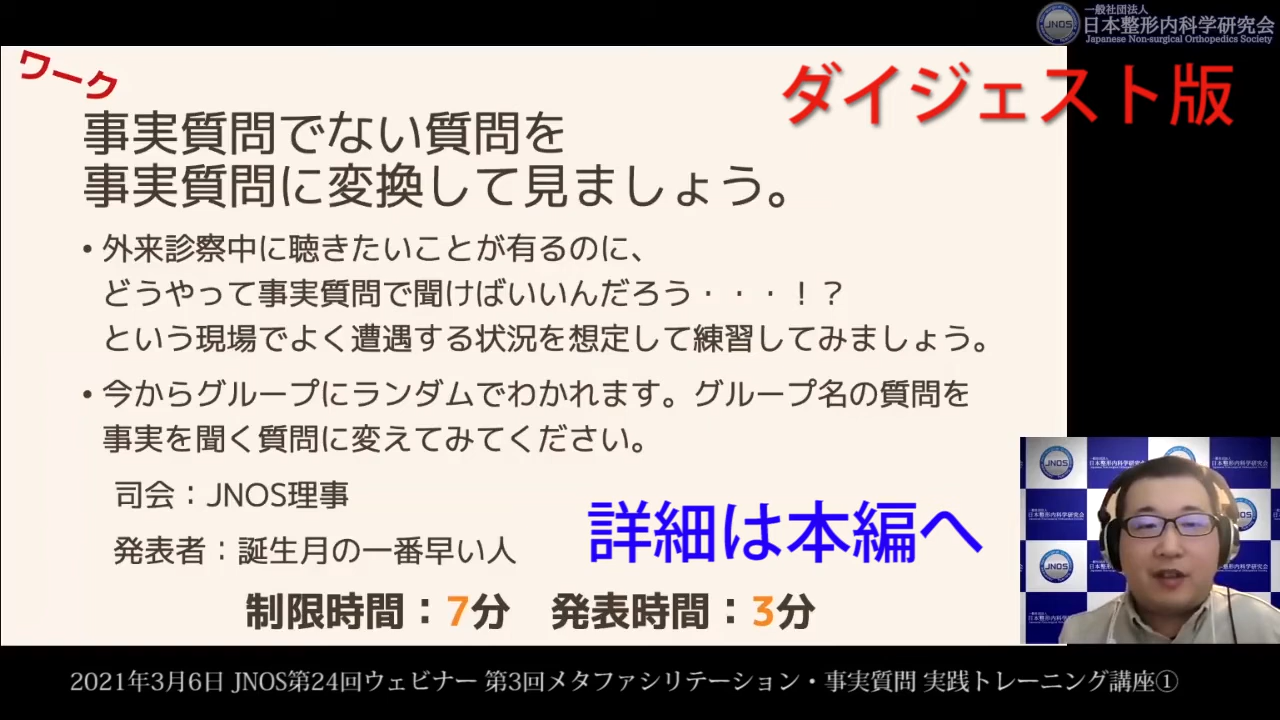 一般社団法人
JNOS 日本整形内科学研究会
Japanese Non-surgical Orthopedics Society
ダイジェスト版
ワーク
事実質問でない質問を
事実質問に変換して見ましょう。
• 外来診察中に聴きたいことが有るのに、
どうやって事実質問で聞けばいいんだろう・・・！？
という現場でよく遭遇する状況を想定して練習してみましょう。
• 今からグループにランダムでわかれます。グループ名の質問を
事実を聞く質問に変えてみてください。
司会：JNOS理事
発表者：誕生月の一番早い人
詳細は本編へ
制限時間：7分　発表時間：3分
JNOS
JNOS
2021年3月6日 JNOS第24回ウェビナー 第3回メタファシリテーション・事実質問 実践トレーニング講座①